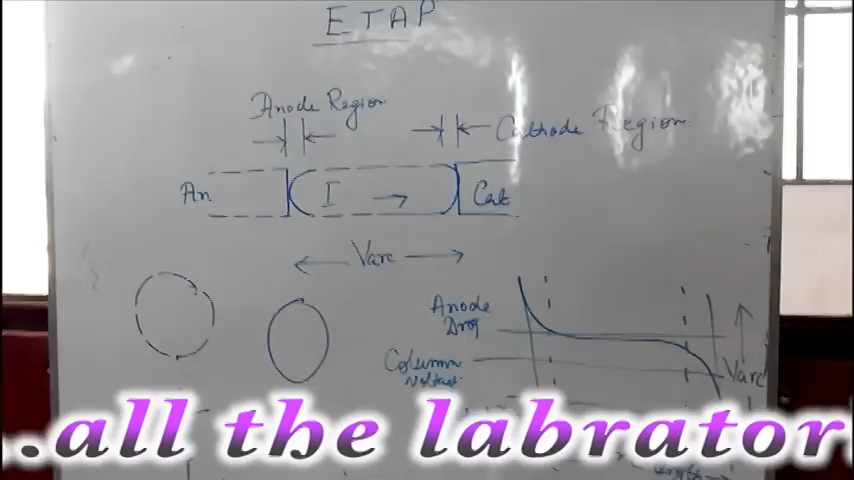 ETAP
Anode Region
Cathode Region
An
I
Cat
Varc
Anode
Drop
Column
Varc
...all the labrator